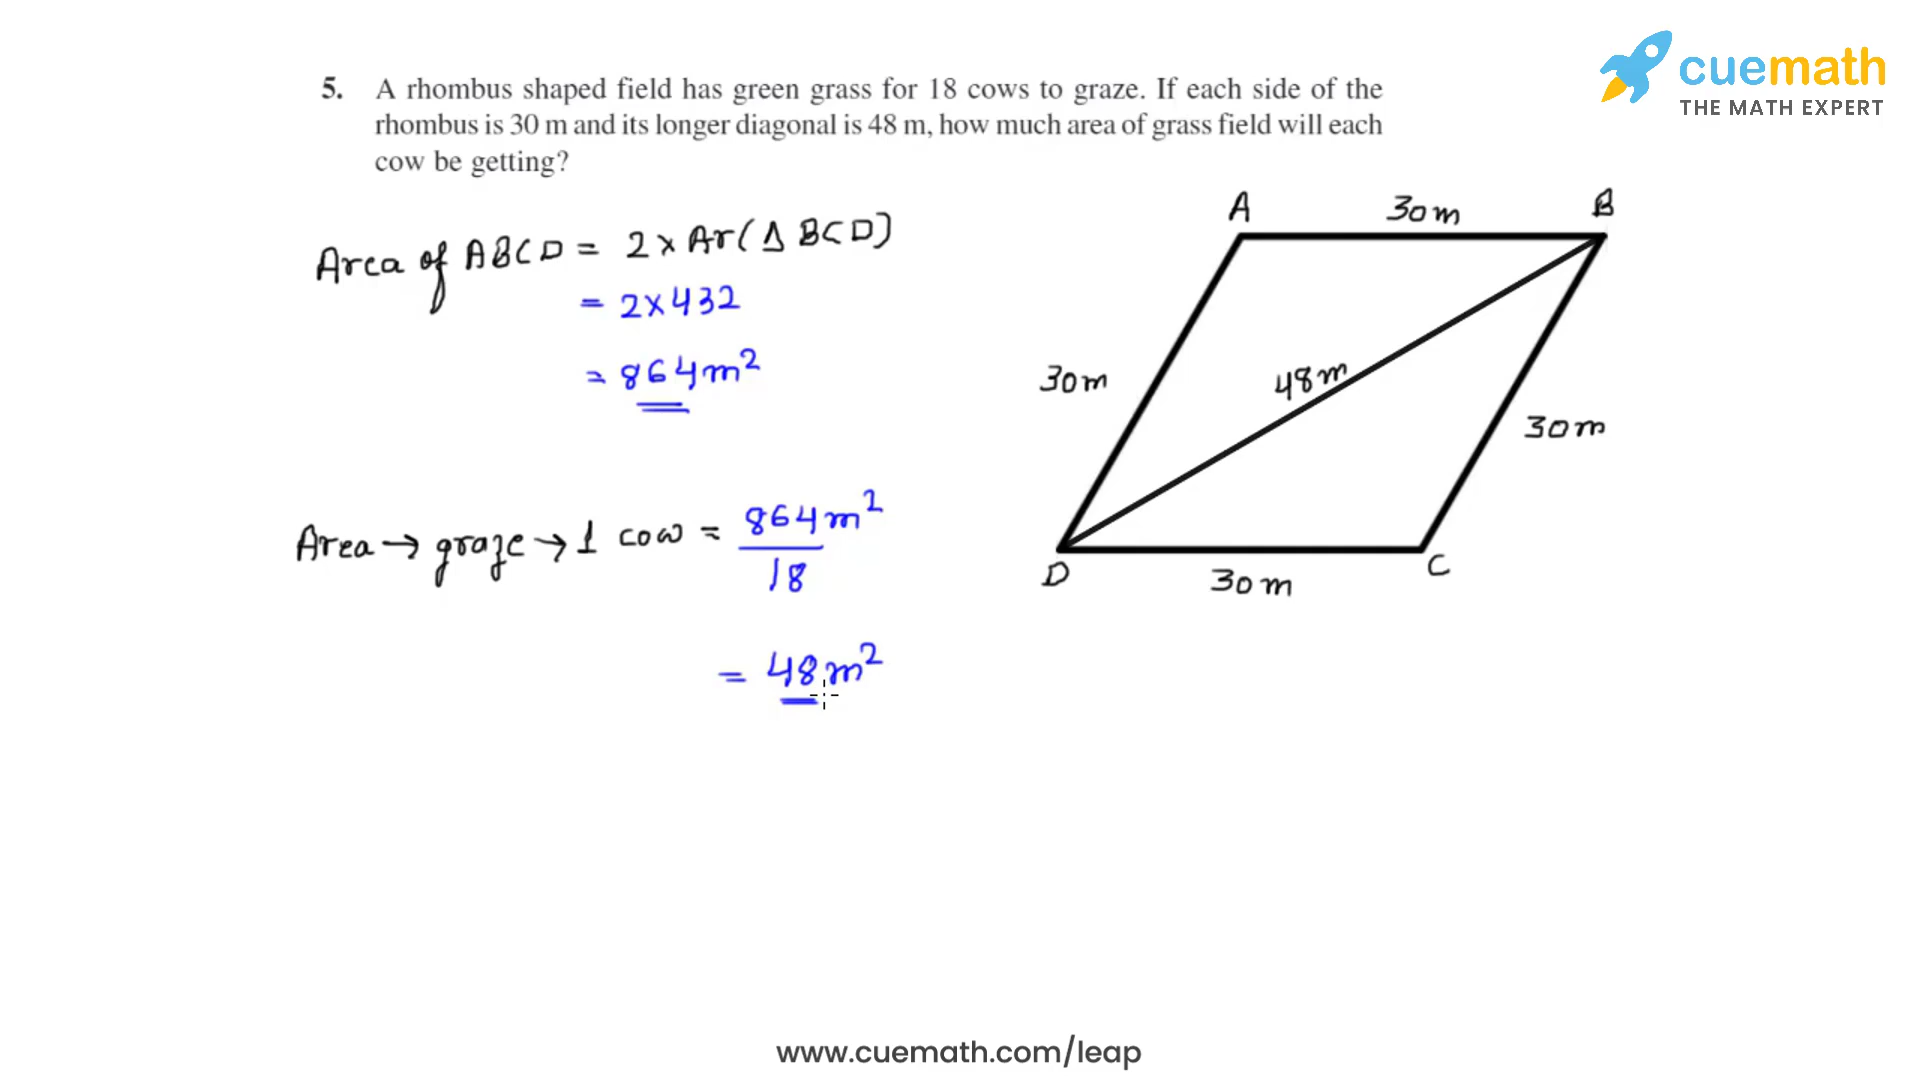 cuemath
THE MATH EXPERT
5. A rhombus shaped field has green grass for 18 cows to graze. If each side of the
rhombus is 30 m and its longer diagonal is 48 m, how much area of grass field will each
cow be getting?
Area of ABCD = 2 × Ar(Δ BCD)
= 2×432
= 864m²
Area → graze → 1 cow = 864m²/18
= 48m²
A
30m
B
30m
48m
30m
D
30m
C
www.cuemath.com/leap